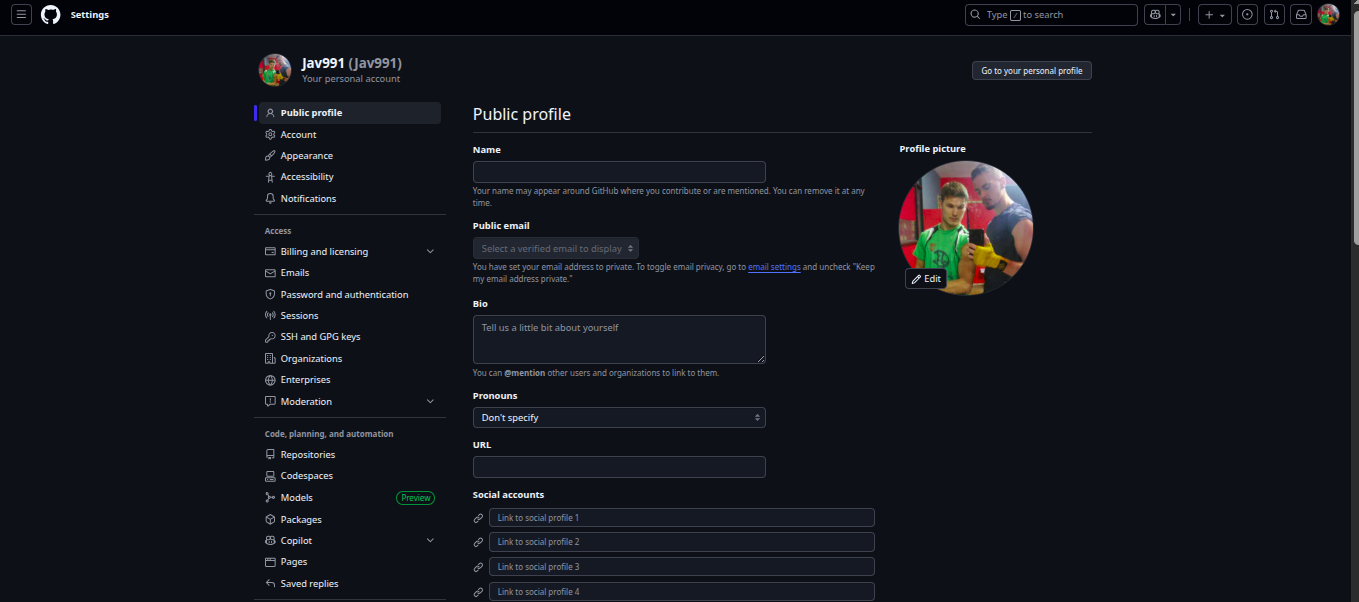 Settings
Type / to search
Jav991 (Jav991)
Your personal account
Go to your personal profile
Public profile
Account
Appearance
Accessibility
Notifications
Access
Billing and licensing
Emails
Password and authentication
Sessions
SSH and GPG keys
Organizations
Enterprises
Moderation
Code, planning, and automation
Repositories
Codespaces
Models
Preview
Packages
Copilot
Pages
Saved replies
Public profile
Name
Your name may appear around GitHub where you contribute or are mentioned. You can remove it at any
time.
Public email
Select a verified email to display
You have set your email address to private. To toggle email privacy, go to email settings and uncheck "Keep
my email address private."
Bio
Tell us a little bit about yourself
You can @mention other users and organizations to link to them.
Pronouns
Don't specify
URL
Social accounts
Link to social profile 1
Link to social profile 2
Link to social profile 3
Link to social profile 4
Profile picture
Edit